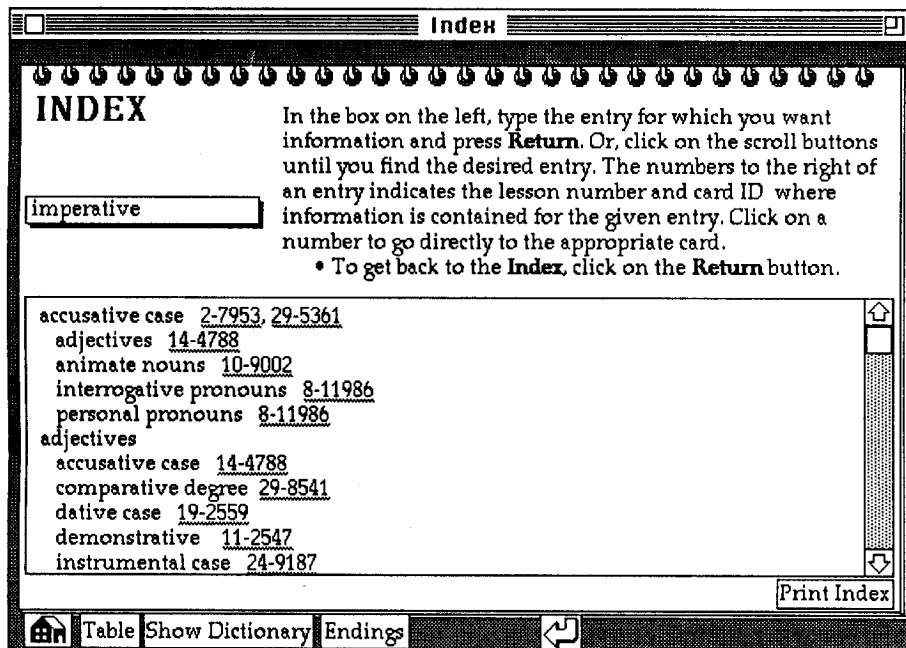 Index
INDEX
In the box on the left, type the entry for which you want
information and press Return. Or, click on the scroll buttons
until you find the desired entry. The numbers to the right of
an entry indicates the lesson number and card ID where
information is contained for the given entry. Click on a
number to go directly to the appropriate card.
• To get back to the Index, click on the Return button.
imperative
accusative case 2-7953, 29-5361
adjectives 14-4788
animate nouns 10-9002
interrogative pronouns 8-11986
personal pronouns 8-11986
adjectives
accusative case 14-4788
comparative degree 29-8541
dative case 19-2559
demonstrative 11-2547
instrumental case 24-9187
Print Index
Table Show Dictionary Endings